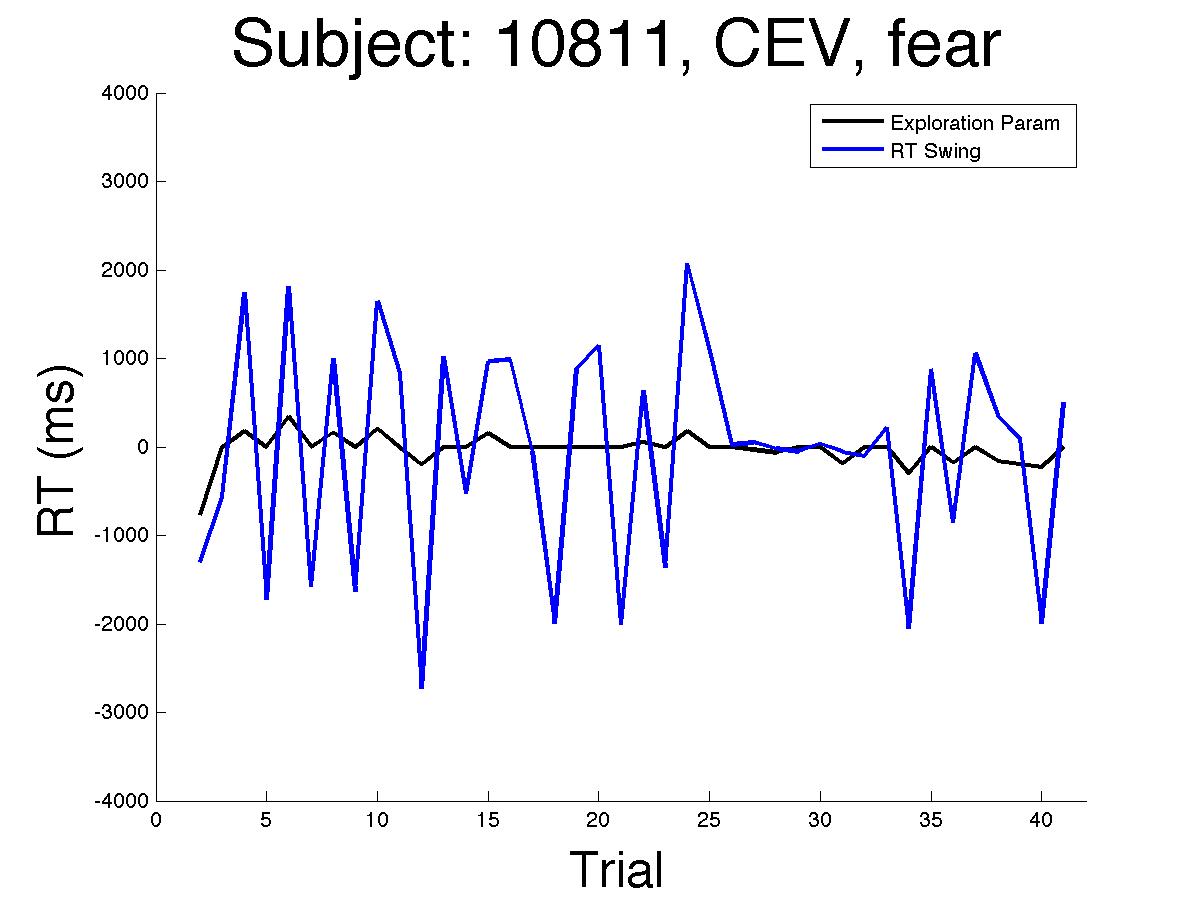 Subject: 10811, CEV, fear
4000
3000
2000
1000
0
-1000
-2000
-3000
-4000
RT (ms)
Exploration Param
RT Swing
0 5 10 15 20 25 30 35 40
Trial